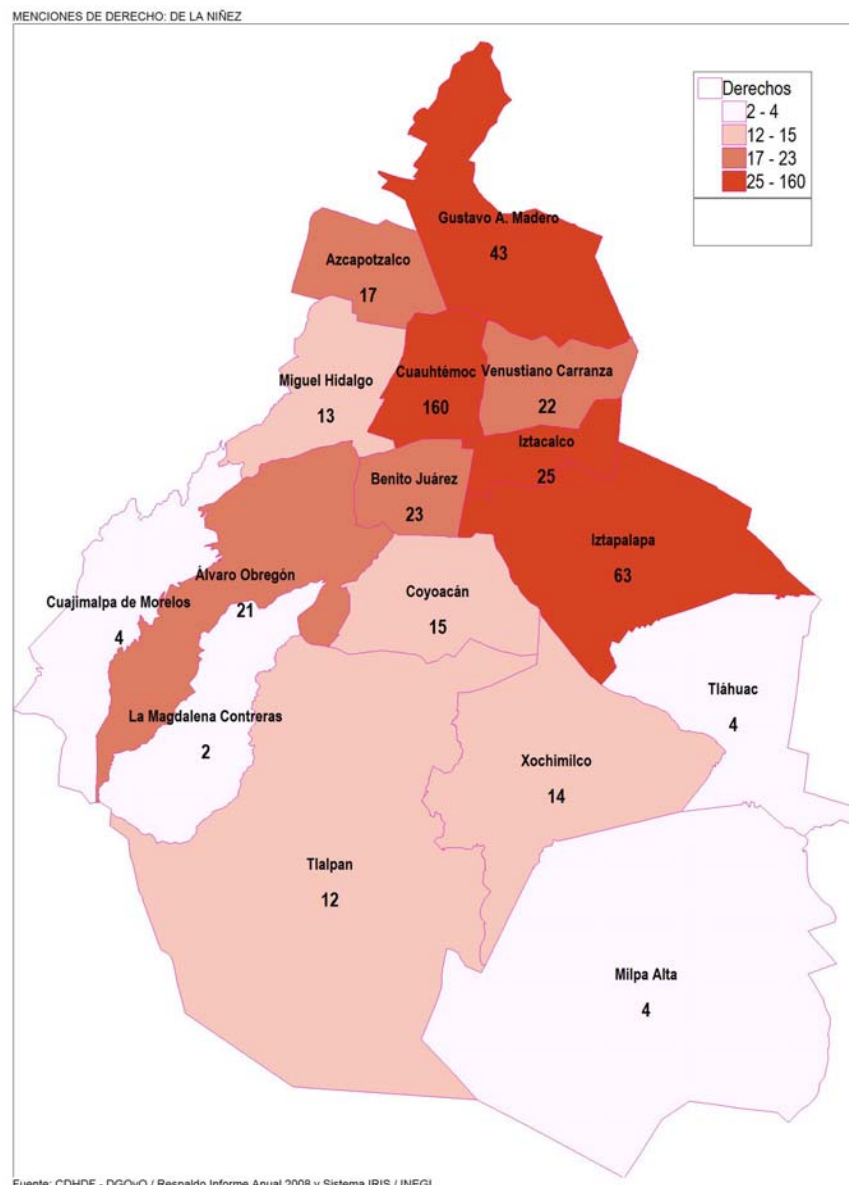 MENCIONES DE DERECHO: DE LA NIÑEZ
Derechos
2 - 4
12 - 15
17 - 23
25 - 160
Gustavo A. Madero
43
Azcapotzalco
17
Miguel Hidalgo
13
Cuauhtémoc
160
Venustiano Carranza
22
Iztacalco
25
Benito Juárez
23
Iztapalapa
63
Álvaro Obregón
21
Cuajimalpa de Morelos
4
Coyoacán
15
La Magdalena Contreras
2
Tláhuac
4
Xochimilco
14
Tlalpan
12
Milpa Alta
4
Fuente: CDHDF - DGQyO / Respaldo Informe Anual 2008 y Sistema IRIS / INEGI